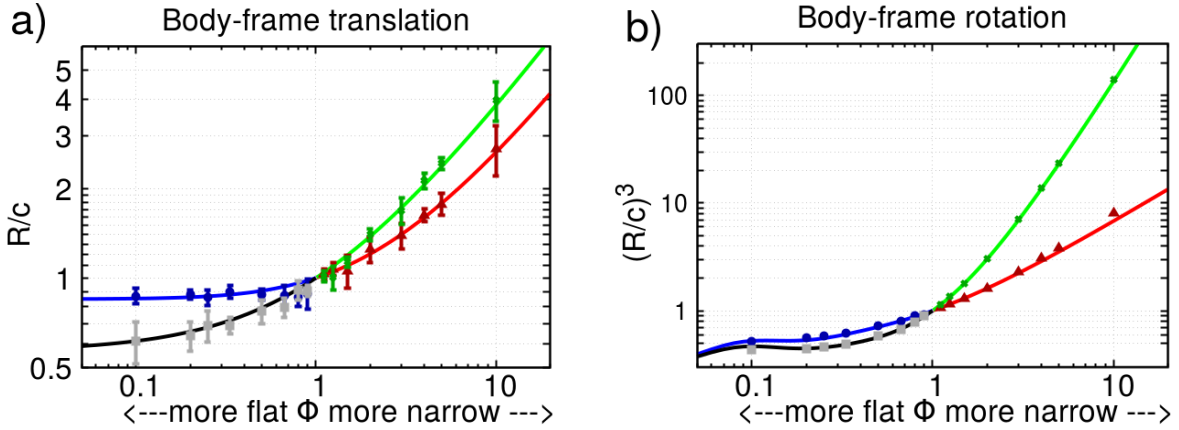 a) Body-frame translation
R/c
5
4
3
2
1
0.5
0.1 1 10
<---more flat Φ more narrow --->
b) Body-frame rotation
(R/c)³
100
10
1
0.1 1 10
<---more flat Φ more narrow --->